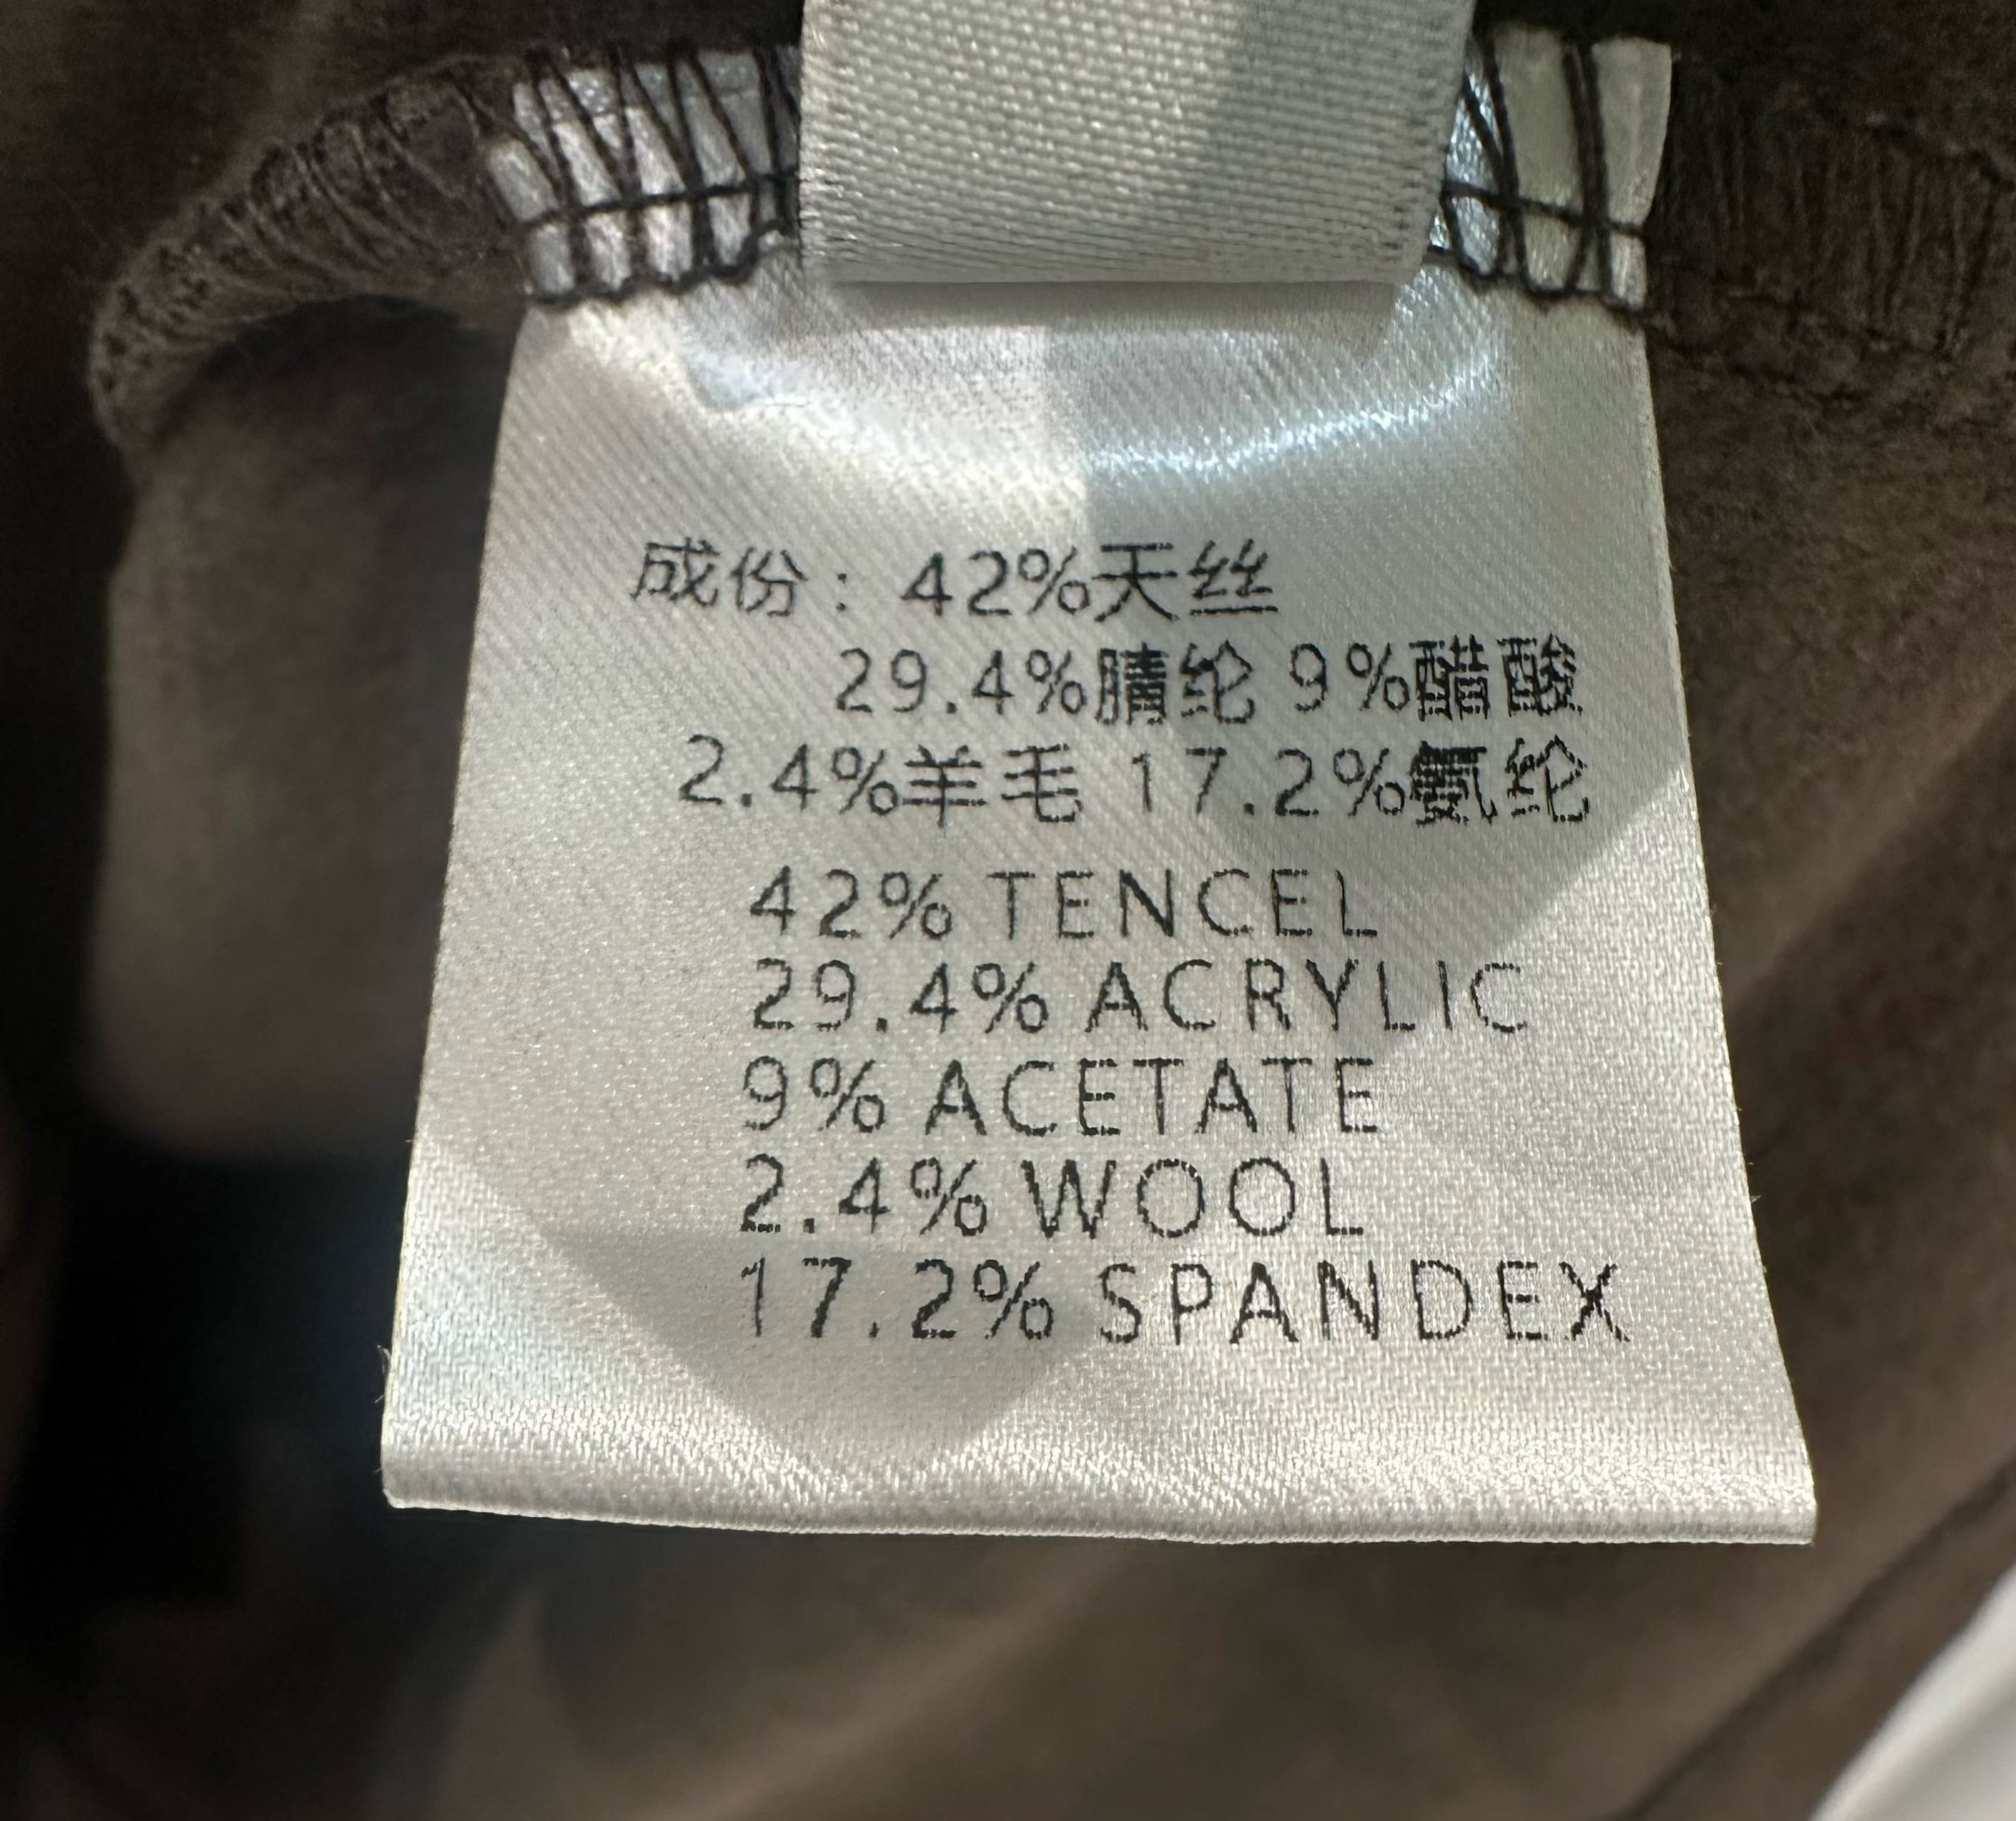 成份：42%天丝
29.4%腈纶 9%醋酸
2.4%羊毛 17.2%氨纶
42% TENCEL
29.4% ACRYLIC
9% ACETATE
2.4% WOOL
17.2% SPANDEX